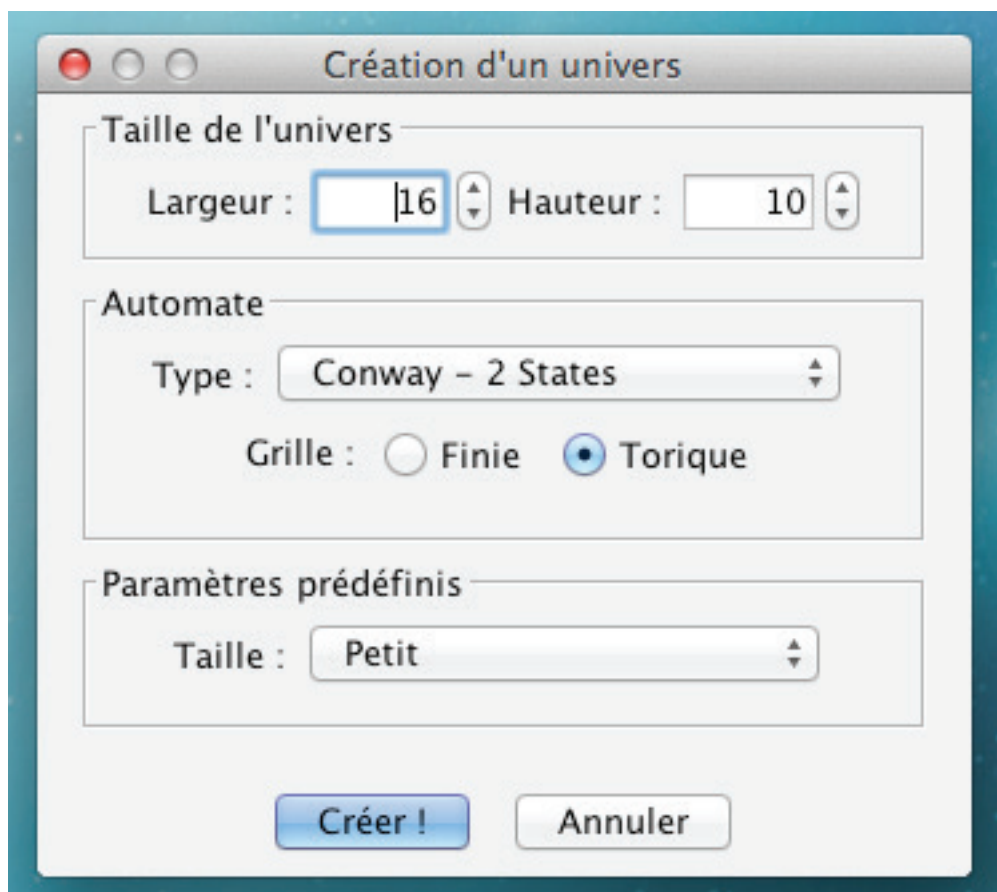 Création d'un univers
Taille de l'univers
Largeur : 16 Hauteur : 10
Automate
Type : Conway – 2 States
Grille : Finie Torique
Paramètres prédéfinis
Taille : Petit
Créer ! Annuler